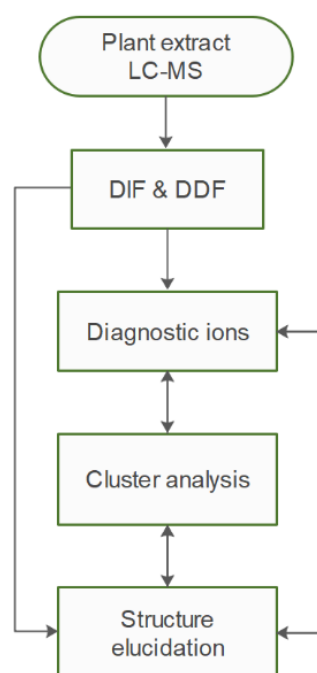 Plant extract
LC-MS
DIF & DDF
Diagnostic ions
Cluster analysis
Structure
elucidation